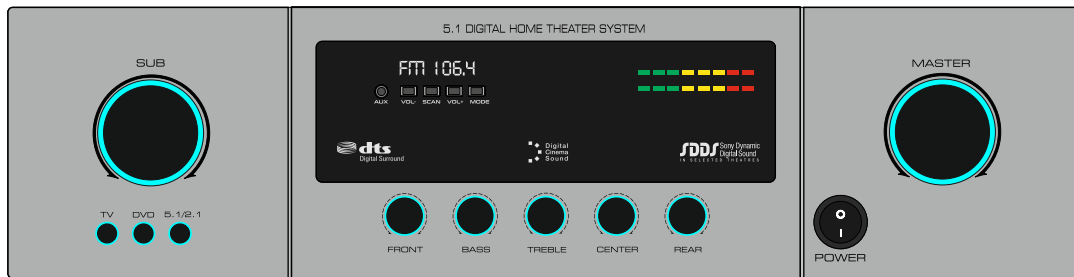 5.1 DIGITAL HOME THEATER SYSTEM
SUB
MASTER
FM 106.4
AUX VOL- SCAN VOL+ MODE
dts
Digital Surround
Digital
Cinema
Sound
SDDS Sony Dynamic
Digital Sound
IN SELECTED THEATRES
TV DVD 5.1/2.1
FRONT BASS TREBLE CENTER REAR
O
I
POWER